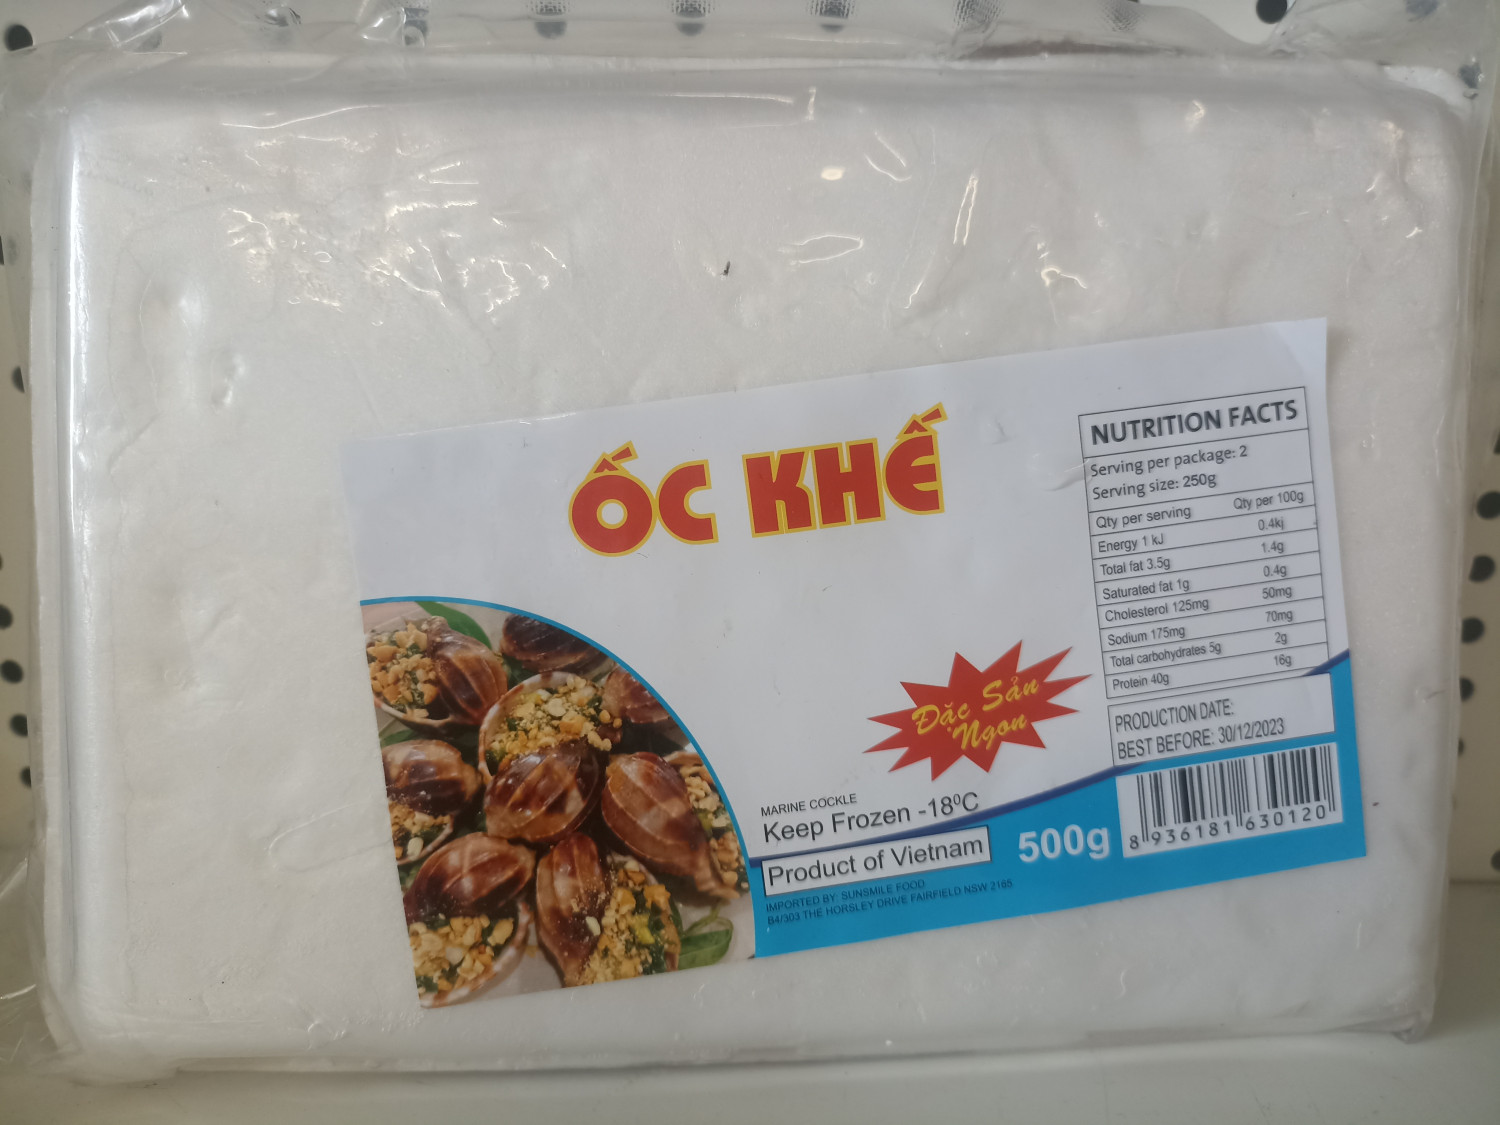 ỐC KHẾ
Đặc Sản
Ngon
MARINE COCKLE
Keep Frozen -18⁰C
Product of Vietnam
IMPORTED BY: SUNSMILE FOOD
B4/303 THE HORSLEY DRIVE FAIRFIELD NSW 2165
500g
NUTRITION FACTS
Serving per package: 2
Serving size: 250g
Qty per serving Qty per 100g
Energy 1 kJ 0.4kj
Total fat 3.5g 1.4g
Saturated fat 1g 0.4g
Cholesterol 125mg 50mg
Sodium 175mg 70mg
Total carbohydrates 5g 2g
Protein 40g 16g
PRODUCTION DATE:
BEST BEFORE: 30/12/2023
8 936181 630120